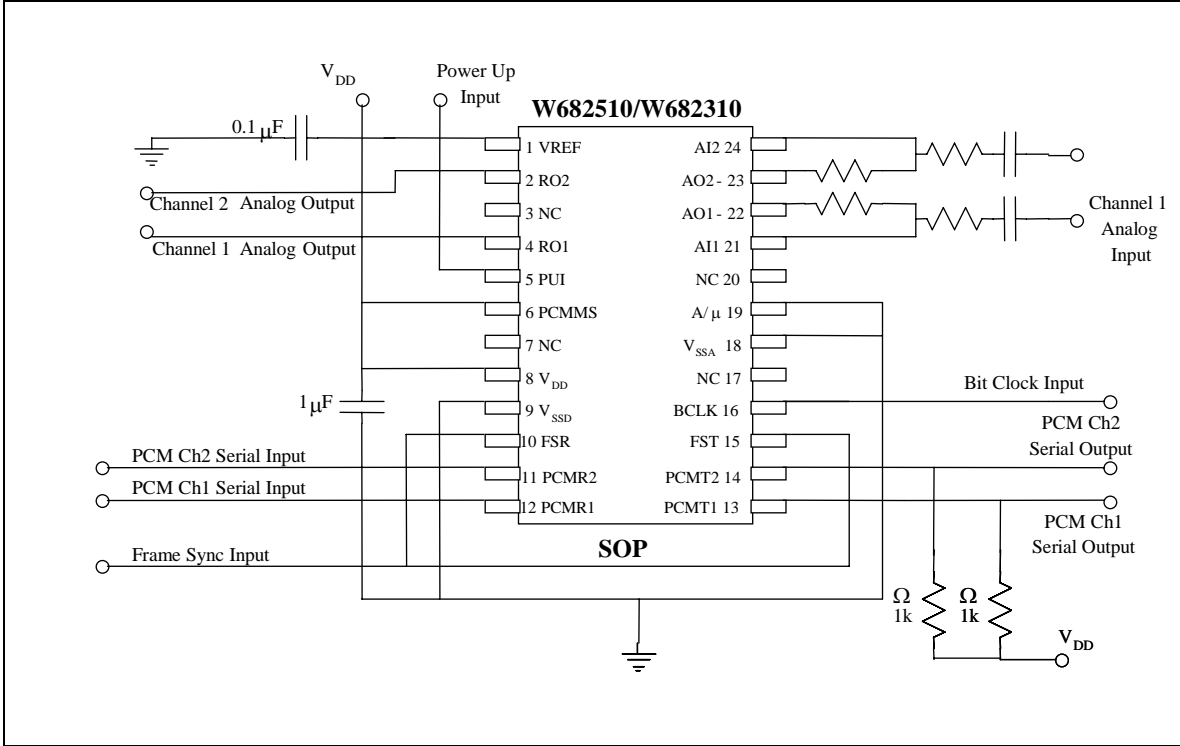 V_DD
Power Up
Input
W682510/W682310
0.1 µF
1 VREF
2 RO2
3 NC
4 RO1
5 PUI
6 PCMMS
7 NC
8 V_DD
9 V_SSD
10 FSR
11 PCMR2
12 PCMR1
AI2 24
AO2- 23
AO1- 22
AI1 21
NC 20
A/µ 19
V_SSA 18
NC 17
BCLK 16
FST 15
PCMT2 14
PCMT1 13
SOP
Channel 2 Analog Output
Channel 1 Analog Output
1 µF
PCM Ch2 Serial Input
PCM Ch1 Serial Input
Frame Sync Input
Channel 1
Analog
Input
Bit Clock Input
PCM Ch2
Serial Output
PCM Ch1
Serial Output
Ω
1k
Ω
1k
V_DD